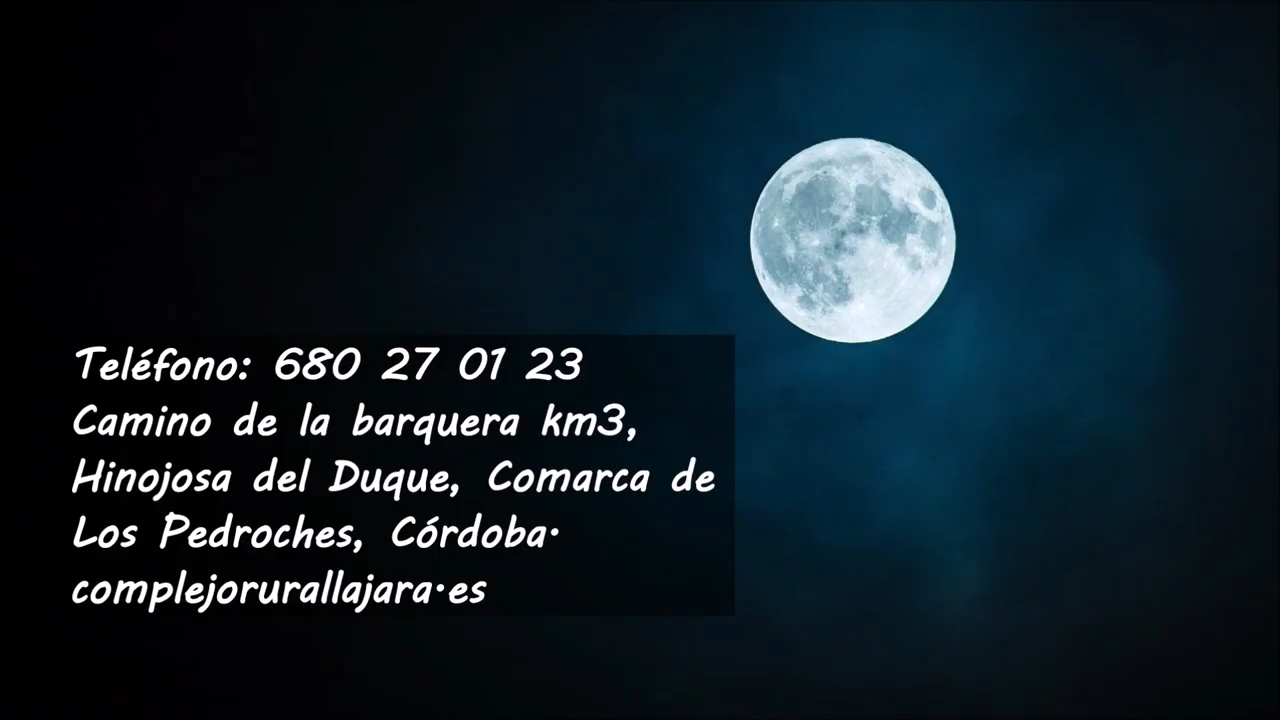 Teléfono: 680 27 01 23
Camino de la barquera km3,
Hinojosa del Duque, Comarca de
Los Pedroches, Córdoba·
complejorurallajara·es